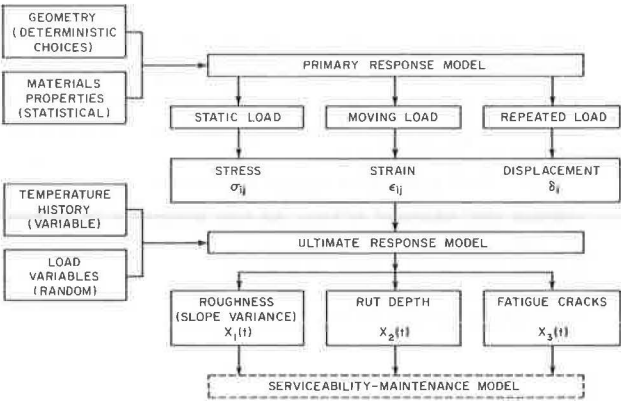 GEOMETRY
(DETERMINISTIC
CHOICES)
MATERIALS
PROPERTIES
(STATISTICAL)
PRIMARY RESPONSE MODEL
STATIC LOAD
MOVING LOAD
REPEATED LOAD
STRESS
σij
STRAIN
ϵij
DISPLACEMENT
δij
TEMPERATURE
HISTORY
(VARIABLE)
LOAD
VARIABLES
(RANDOM)
ULTIMATE RESPONSE MODEL
ROUGHNESS
(SLOPE VARIANCE)
X1(t)
RUT DEPTH
X2(t)
FATIGUE CRACKS
X3(t)
SERVICEABILITY-MAINTENANCE MODEL